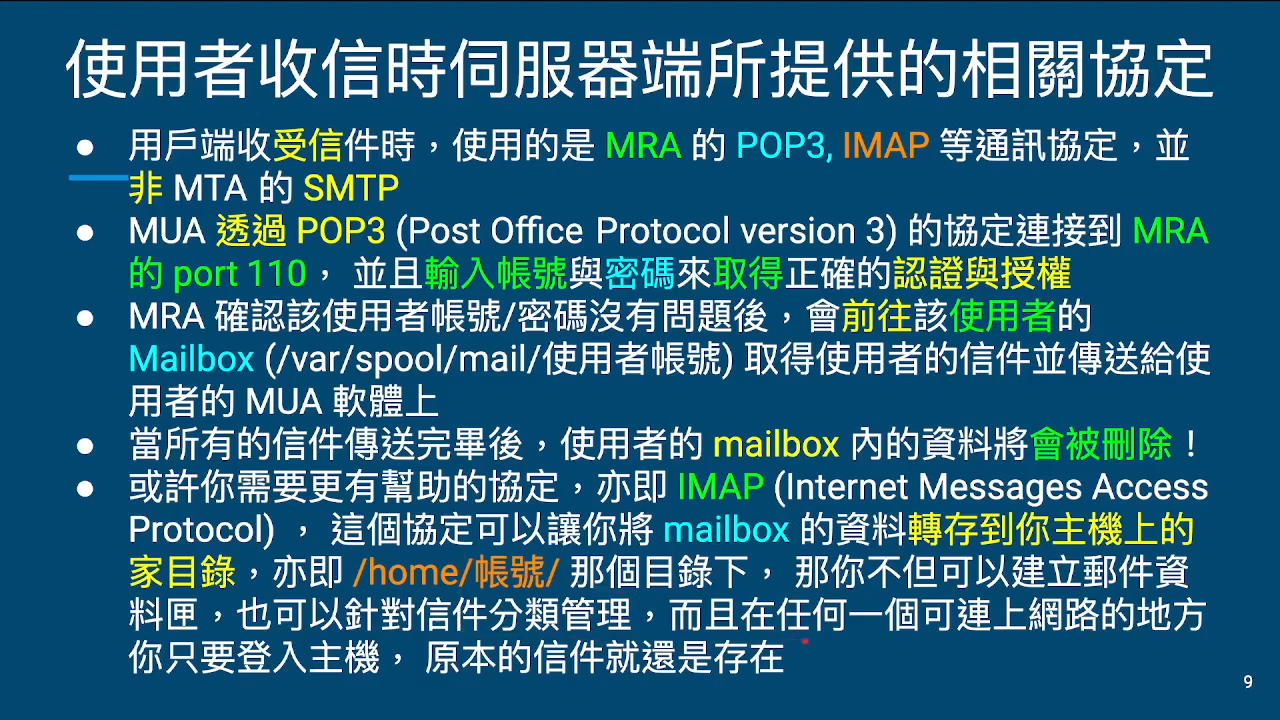 使用者收信時伺服器端所提供的相關協定
● 用戶端收受信件時，使用的是 MRA 的 POP3, IMAP 等通訊協定，並
非 MTA 的 SMTP
● MUA 透過 POP3 (Post Office Protocol version 3) 的協定連接到 MRA
的 port 110， 並且輸入帳號與密碼來取得正確的認證與授權
● MRA 確認該使用者帳號/密碼沒有問題後，會前往該使用者的
Mailbox (/var/spool/mail/使用者帳號) 取得使用者的信件並傳送給使
用者的 MUA 軟體上
● 當所有的信件傳送完畢後，使用者的 mailbox 內的資料將會被刪除！
● 或許你需要更有幫助的協定，亦即 IMAP (Internet Messages Access
Protocol) ， 這個協定可以讓你將 mailbox 的資料轉存到你主機上的
家目錄，亦即 /home/帳號/ 那個目錄下， 那你不但可以建立郵件資
料匣，也可以針對信件分類管理，而且在任何一個可連上網路的地方
你只要登入主機， 原本的信件就還是存在
9